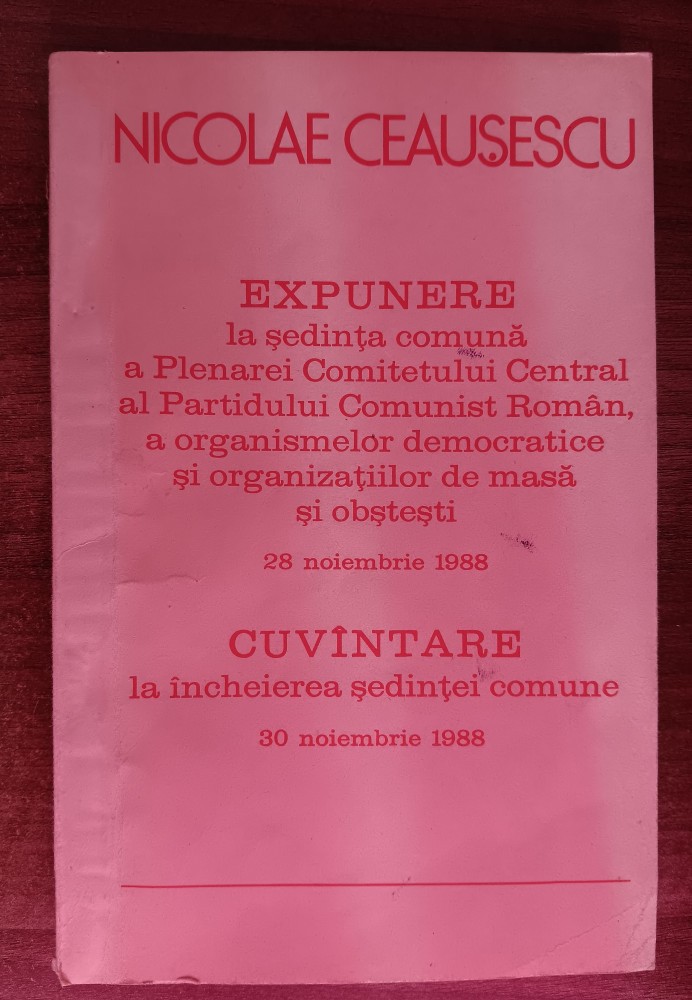 NICOLAE CEAUȘESCU
EXPUNERE
la ședința comună
a Plenarei Comitetului Central
al Partidului Comunist Român,
a organismelor democratice
și organizațiilor de masă
și obștești
28 noiembrie 1988
CUVÎNTARE
la încheierea ședinței comune
30 noiembrie 1988